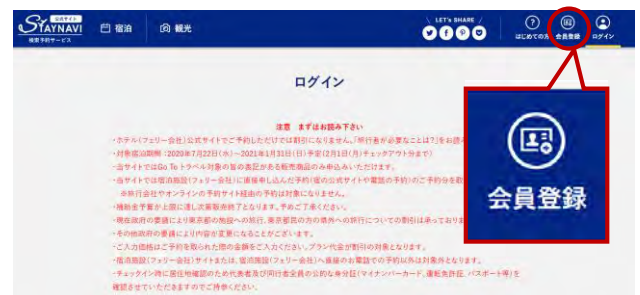 公式サイト
STAYNAVI
宿泊
観光
LET's SHARE
はじめての方
会員登録
ログイン
ログイン
注意 まずはお読み下さい
・ホテル(フェリー会社)公式サイトでご予約しただけでは割引になりません。「旅行者が必要なことは?」をお読み
・対象宿泊期間:2020年7月22日(水)～2021年1月31日(日)予定(2月1日(月)チェックアウト分まで)
・当サイトではGo To トラベル対象の旨の表記がある販売商品のみ申込みいただけます。
・当サイトでは宿泊施設(フェリー会社)に直接申し込んだ予約(宿の公式サイトや電話の予約)のご予約分を取
※旅行会社やオンラインの予約サイト経由の予約は対象になりません。
・補助金予算が上限に達し次第販売終了となります。予めご了承ください。
・現在政府の要請により東京都の施設への旅行、東京都民の方の県外への旅行についての割引は承っておりま
・その他政府の要請により内容が変更になることがございます。
・ご入力価格はご予約を取られた際の金額をご入力ください。プラン代金が割引の対象となります。
・宿泊施設(フェリー会社)サイトまたは、宿泊施設(フェリー会社)へ直接のお電話での予約以外は対象外となります。
・チェックイン時に居住地確認のため代表者及び同行者全員の公的な身分証(マイナンバーカード、運転免許証、パスポート等)を
確認させていただきますのでご持参ください。
会員登録